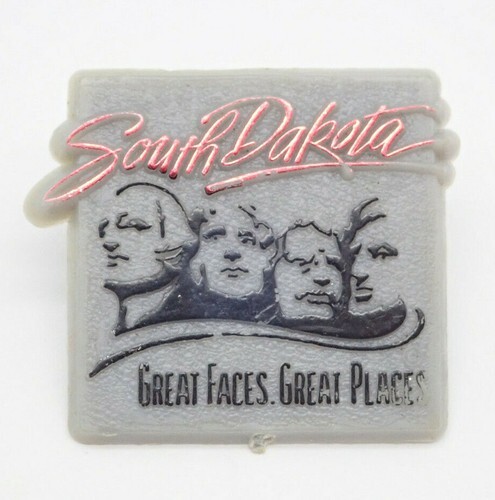 South Dakota
GREAT FACES. GREAT PLACES